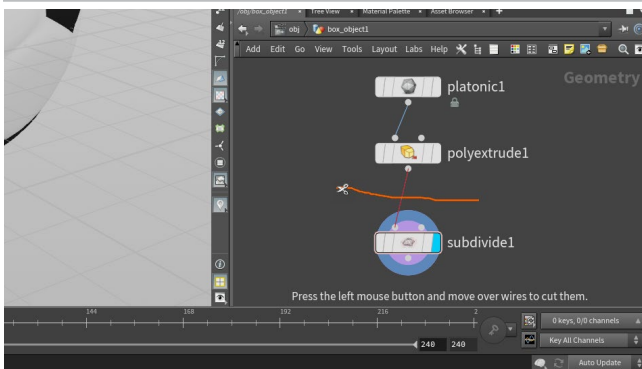 /obj/box_object1 × Tree View × Material Palette × Asset Browser × +
obj box_object1
Add Edit Go View Tools Layout Labs Help
Geometry
platonic1
polyextrude1
subdivide1
Press the left mouse button and move over wires to cut them.
144 168 192 216 2
0 keys, 0/0 channels
240 240 Key All Channels
Auto Update